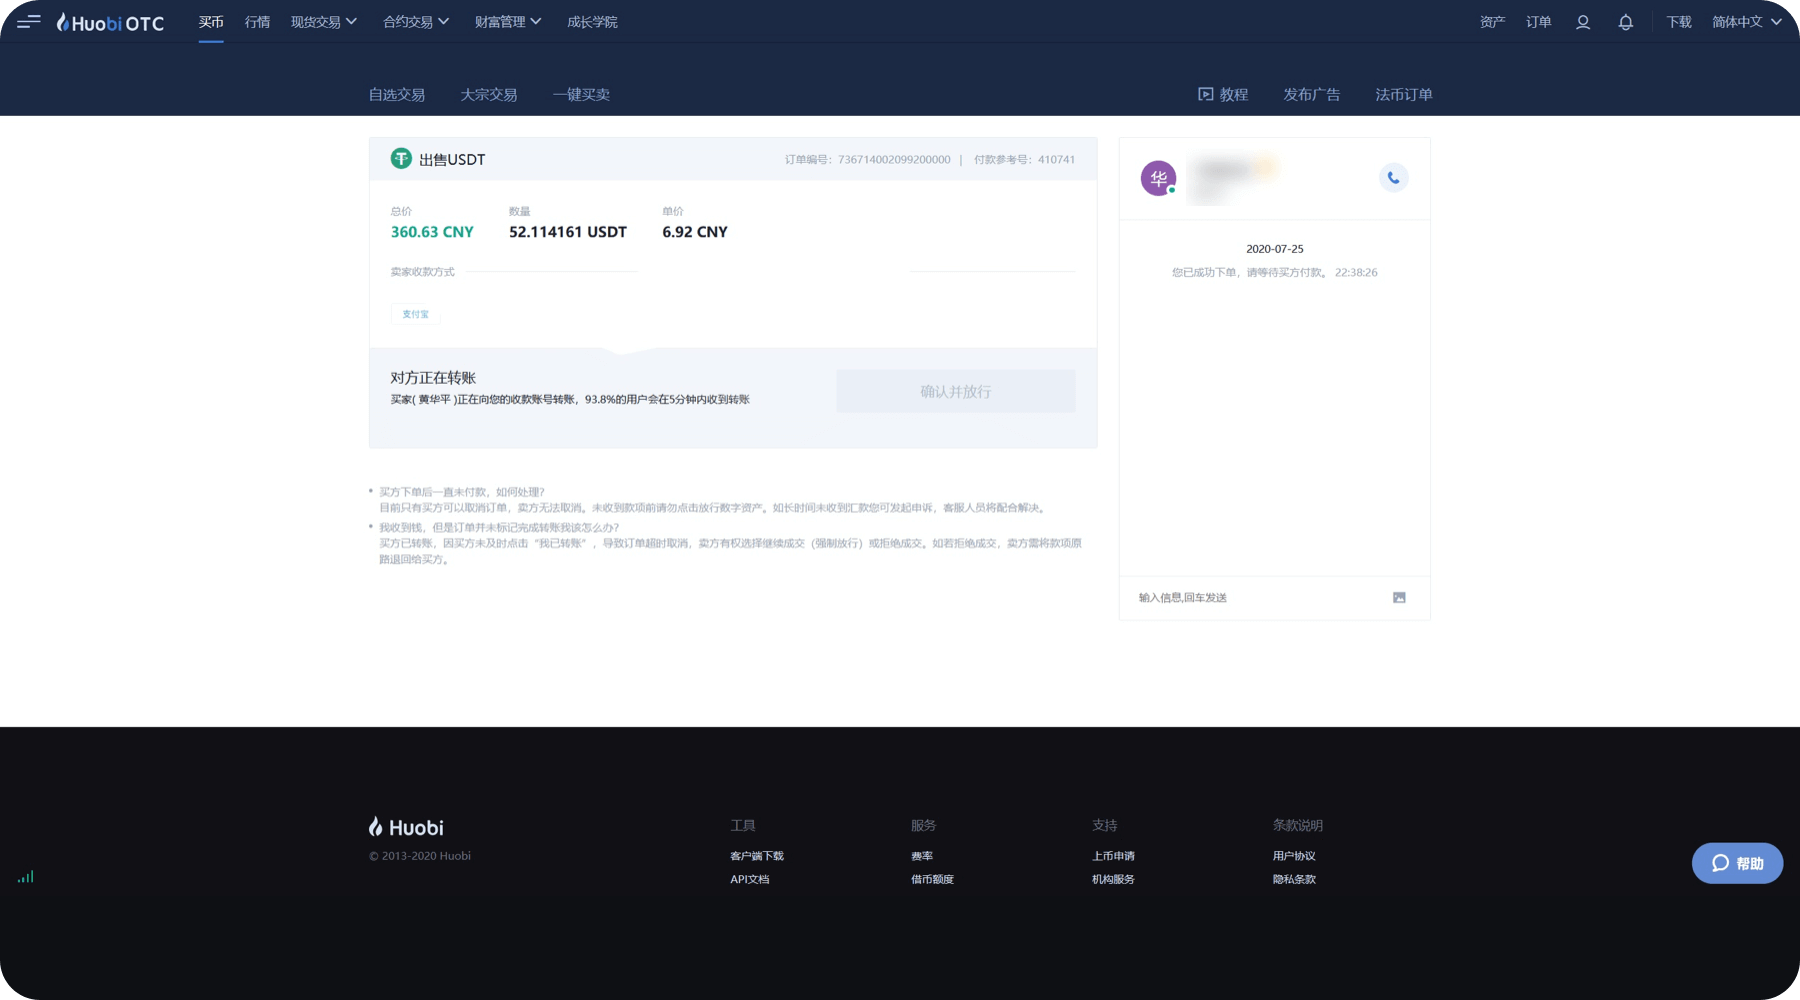 Huobi OTC 买币 行情 现货交易 合约交易 财富管理 成长学院 资产 订单 下载 简体中文
自选交易 大宗交易 一键买卖 教程 发布广告 法币订单
出售USDT 订单编号：736714002099200000 | 付款参考号：410741
总价 数量 单价
360.63 CNY 52.114161 USDT 6.92 CNY
卖家收款方式
支付宝
对方正在转账
买家( 黄华平 )正在向您的收款账号转账，93.8%的用户会在5分钟内收到转账
确认并放行
• 买方下单后一直未付款，如何处理？
目前只有买方可以取消订单，卖方无法取消。未收到款项前请勿点击放行数字资产。如长时间未收到汇款您可发起申诉，客服人员将配合解决。
• 我收到钱，但是订单并未标记完成转账我该怎么办？
买方已转账，因买方未及时点击“我已转账”，导致订单超时取消，卖方有权选择继续成交（强制放行）或拒绝成交。如若拒绝成交，卖方需将款项原
路退回给买方。
华
2020-07-25
您已成功下单，请等待买方付款。 22:38:26
输入信息,回车发送
Huobi
© 2013-2020 Huobi
工具
客户端下载
API文档
服务
费率
借币额度
支持
上币申请
机构服务
条款说明
用户协议
隐私条款
帮助